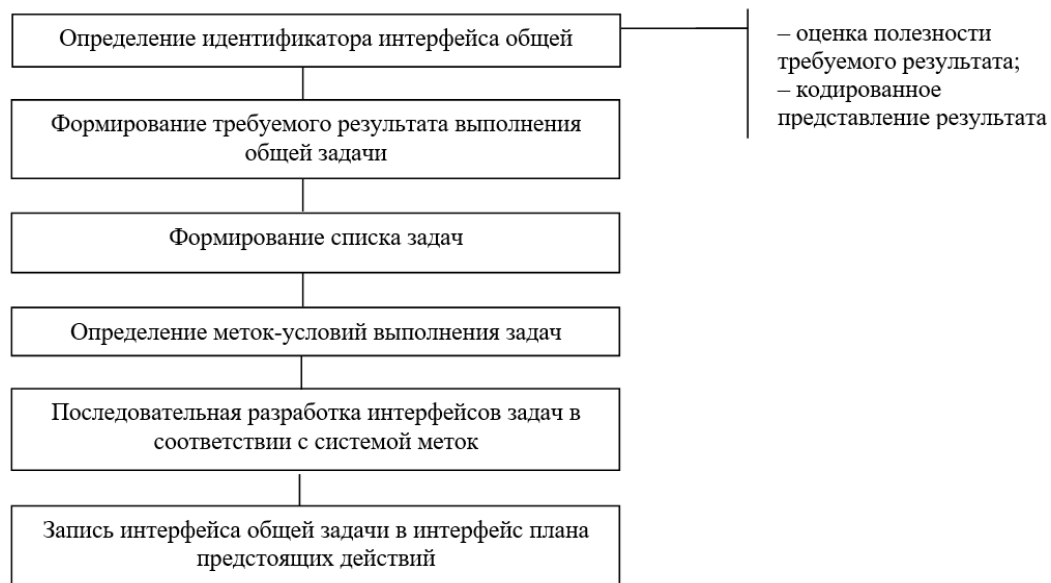 Определение идентификатора интерфейса общей
– оценка полезности
требуемого результата;
– кодированное
представление результата
Формирование требуемого результата выполнения
общей задачи
Формирование списка задач
Определение меток-условий выполнения задач
Последовательная разработка интерфейсов задач в
соответствии с системой меток
Запись интерфейса общей задачи в интерфейс плана
предстоящих действий